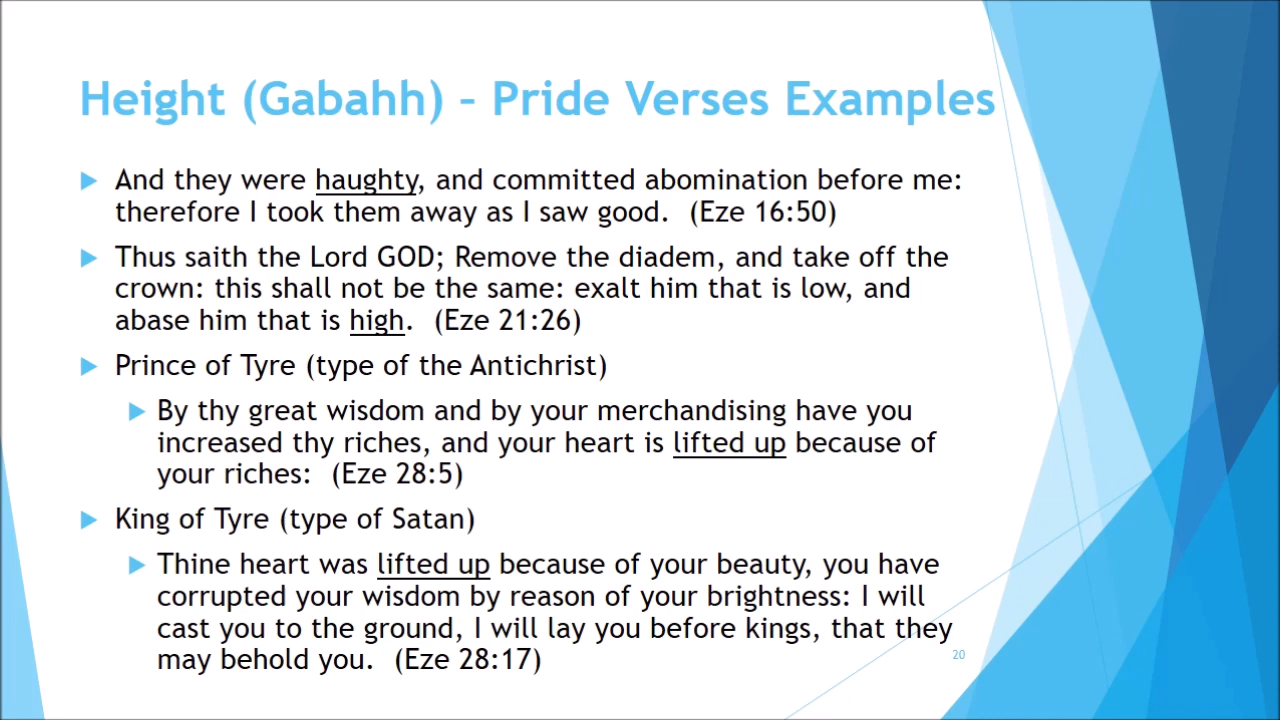 Height (Gabahh) – Pride Verses Examples
And they were haughty, and committed abomination before me:
therefore I took them away as I saw good. (Eze 16:50)
Thus saith the Lord GOD; Remove the diadem, and take off the
crown: this shall not be the same: exalt him that is low, and
abase him that is high. (Eze 21:26)
Prince of Tyre (type of the Antichrist)
By thy great wisdom and by your merchandising have you
increased thy riches, and your heart is lifted up because of
your riches: (Eze 28:5)
King of Tyre (type of Satan)
Thine heart was lifted up because of your beauty, you have
corrupted your wisdom by reason of your brightness: I will
cast you to the ground, I will lay you before kings, that they
may behold you. (Eze 28:17)
20